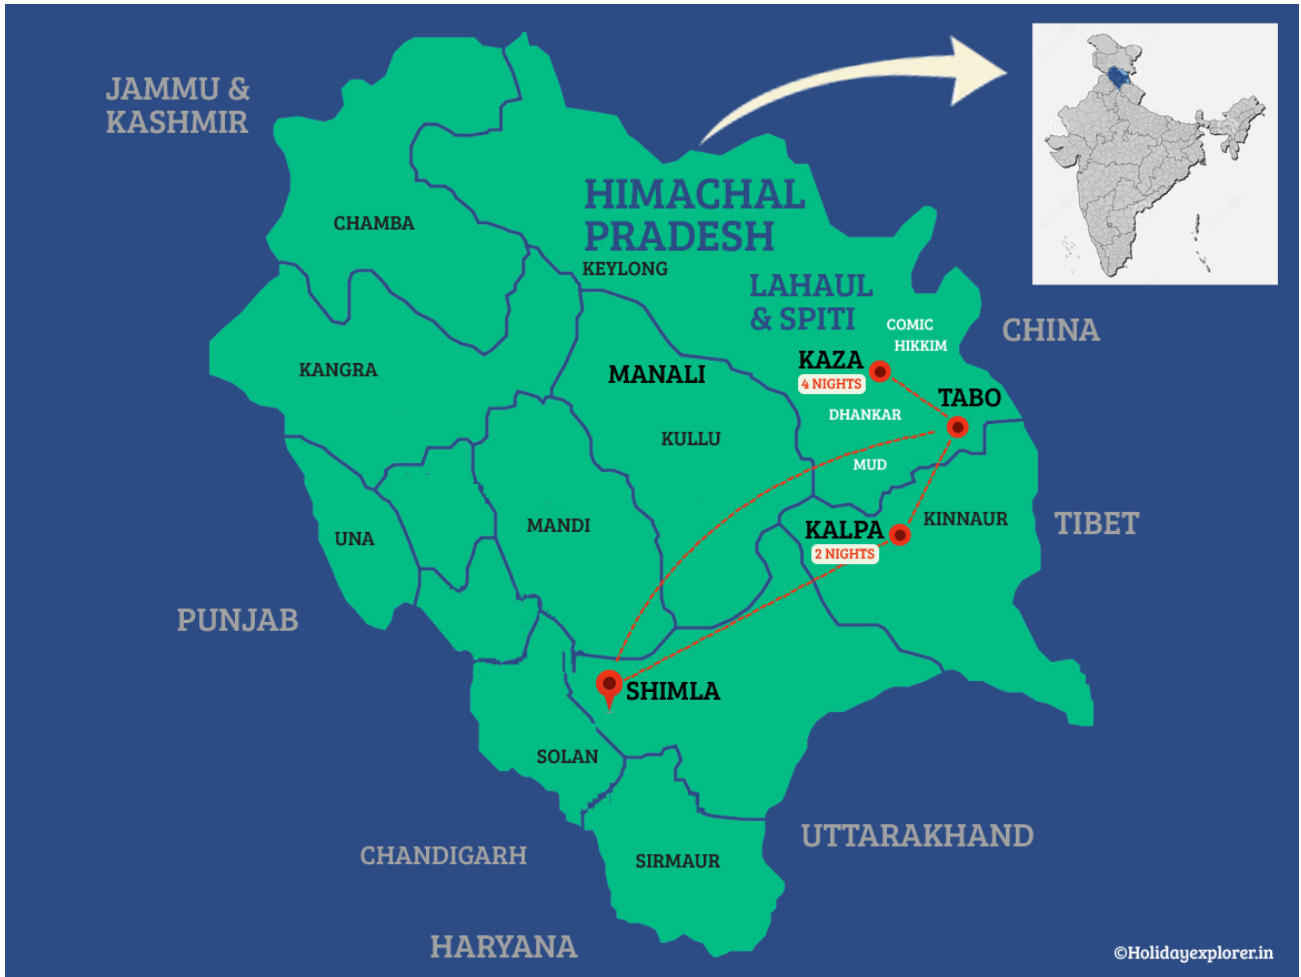 JAMMU &
KASHMIR
HIMACHAL
PRADESH
CHAMBA
KEYLONG
LAHAUL
& SPITI
COMIC
HIKKIM
CHINA
KANGRA
MANALI
KAZA
4 NIGHTS
TABO
DHANKAR
KULLU
MUD
UNA
MANDI
KALPA
2 NIGHTS
KINNAUR
TIBET
PUNJAB
SHIMLA
SOLAN
UTTARAKHAND
CHANDIGARH
SIRMAUR
HARYANA
©Holidayexplorer.in